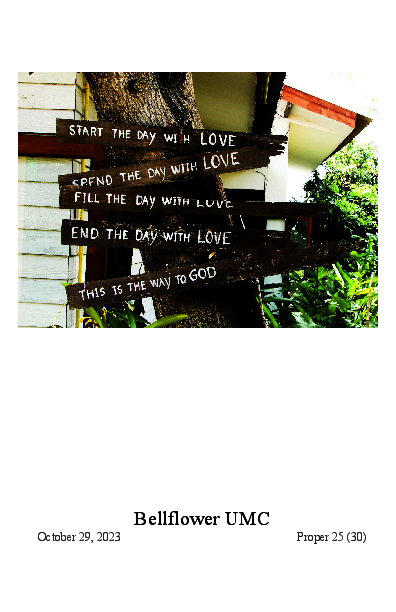 START THE DAY WITH LOVE
SPEND THE DAY WITH LOVE
FILL THE DAY WITH LOVE
END THE DAY WITH LOVE
THIS IS THE WAY TO GOD
Bellflower UMC
October 29, 2023
Proper 25 (30)